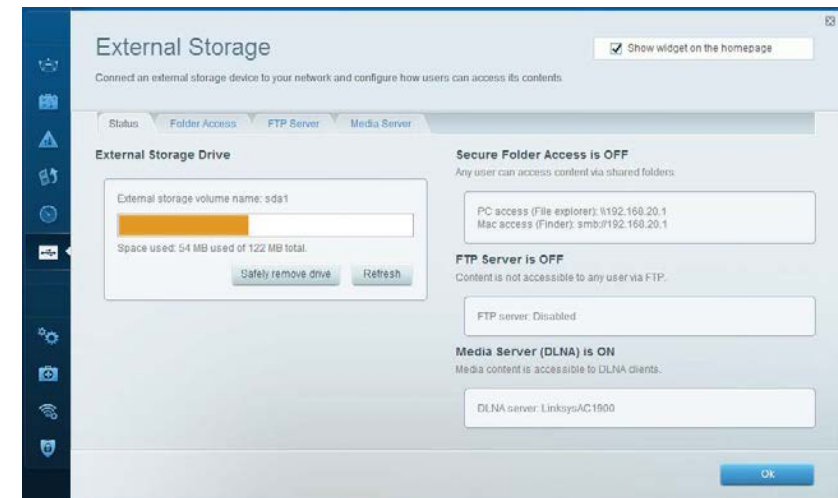 External Storage
Show widget on the homepage
Connect an external storage device to your network and configure how users can access its contents.
Status
Folder Access
FTP Server
Media Server
External Storage Drive
External storage volume name: sda1
Space used: 54 MB used of 122 MB total.
Safely remove drive
Refresh
Secure Folder Access is OFF
Any user can access content via shared folders.
PC access (File explorer): \\192.168.20.1
Mac access (Finder): smb://192.168.20.1
FTP Server is OFF
Content is not accessible to any user via FTP.
FTP server: Disabled
Media Server (DLNA) is ON
Media content is accessible to DLNA clients.
DLNA server: LinksysAC1900
Ok